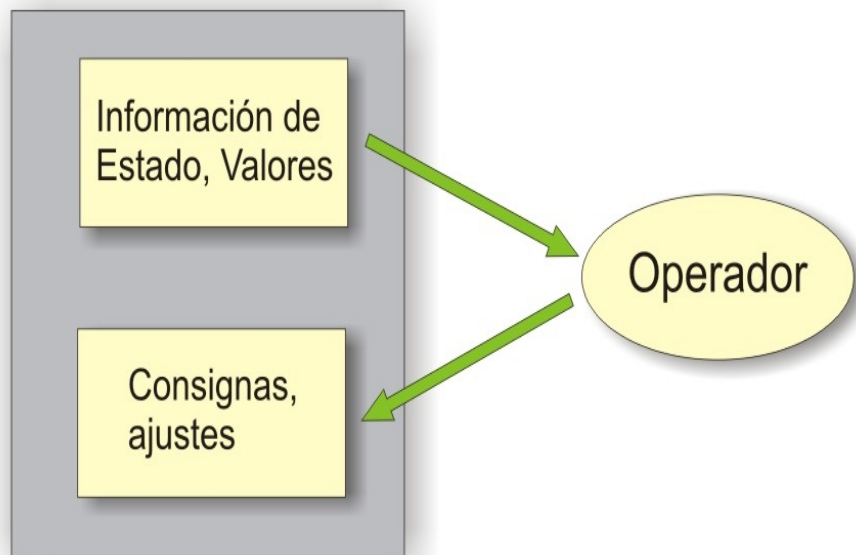 Información de
Estado, Valores
Operador
Consignas,
ajustes